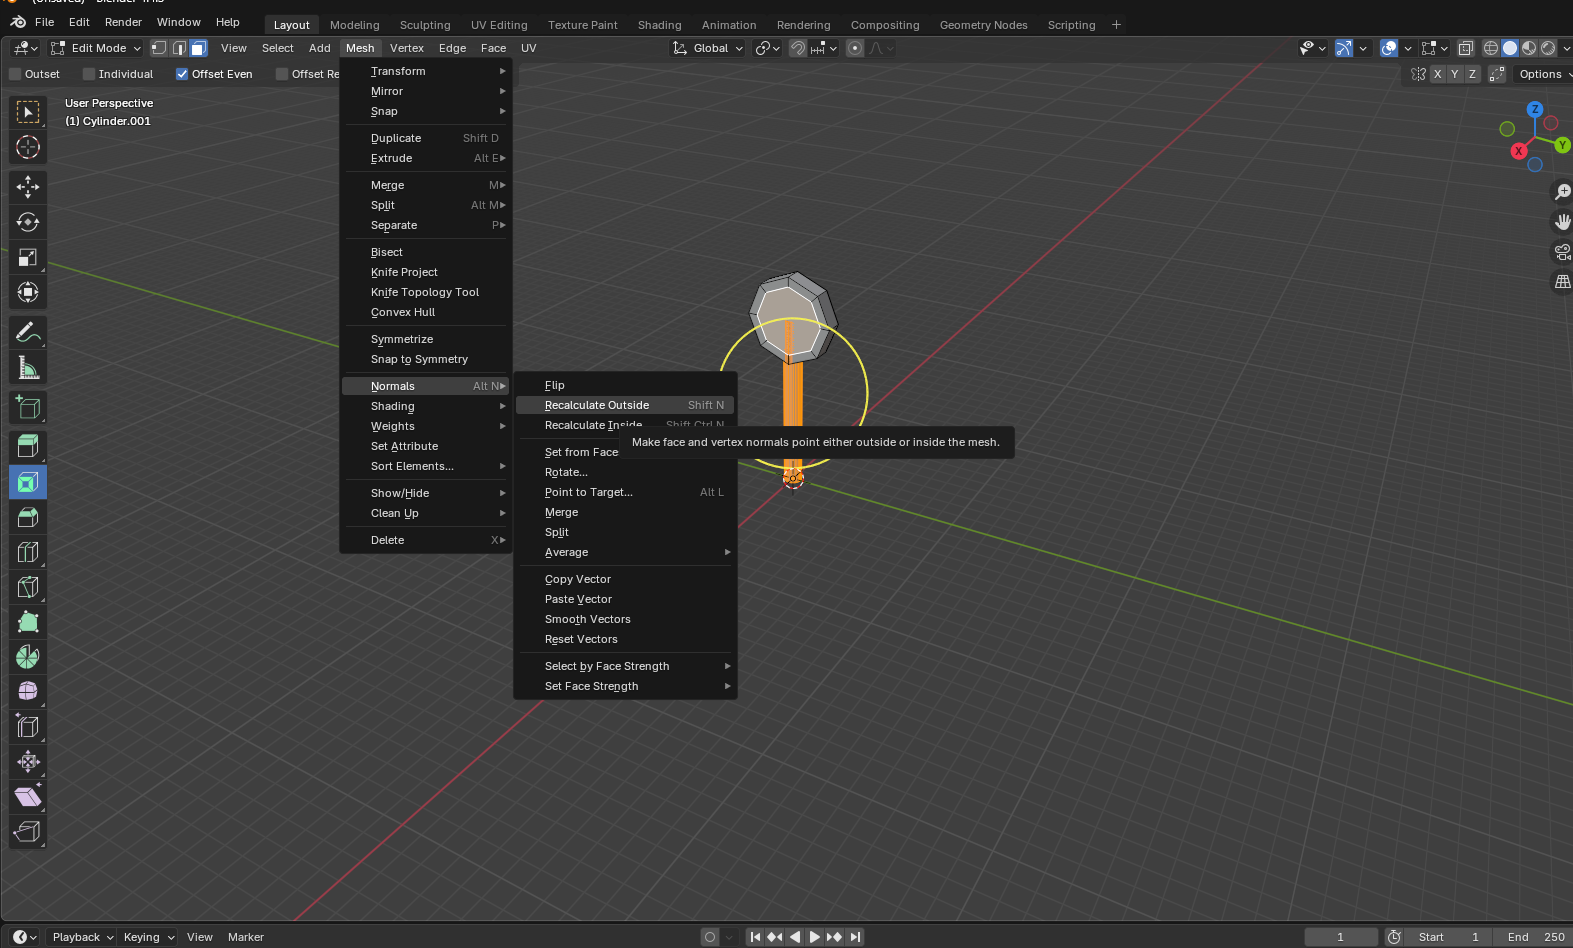 File Edit Render Window Help Layout Modeling Sculpting UV Editing Texture Paint Shading Animation Rendering Compositing Geometry Nodes Scripting +
Edit Mode View Select Add Mesh Vertex Edge Face UV Global
Outset Individual Offset Even Offset Re X Y Z Options
User Perspective
(1) Cylinder.001
Transform
Mirror
Snap
Duplicate Shift D
Extrude Alt E
Merge M
Split Alt M
Separate P
Bisect
Knife Project
Knife Topology Tool
Convex Hull
Symmetrize
Snap to Symmetry
Normals Alt N
Shading
Weights
Set Attribute
Sort Elements...
Show/Hide
Clean Up
Delete X
Flip
Recalculate Outside Shift N
Recalculate Inside Shift Ctrl N
Make face and vertex normals point either outside or inside the mesh.
Set from Face
Rotate...
Point to Target... Alt L
Merge
Split
Average
Copy Vector
Paste Vector
Smooth Vectors
Reset Vectors
Select by Face Strength
Set Face Strength
Z
X
Y
Playback Keying View Marker 1 Start 1 End 250